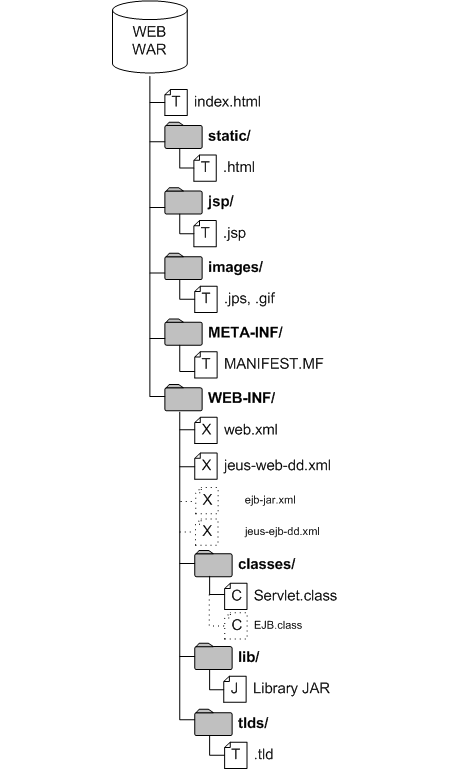 WEB
WAR
T index.html
static/
T .html
jsp/
T .jsp
images/
T .jps, .gif
META-INF/
T MANIFEST.MF
WEB-INF/
X web.xml
X jeus-web-dd.xml
X ejb-jar.xml
X jeus-ejb-dd.xml
classes/
C Servlet.class
C EJB.class
lib/
J Library JAR
tlds/
T .tld